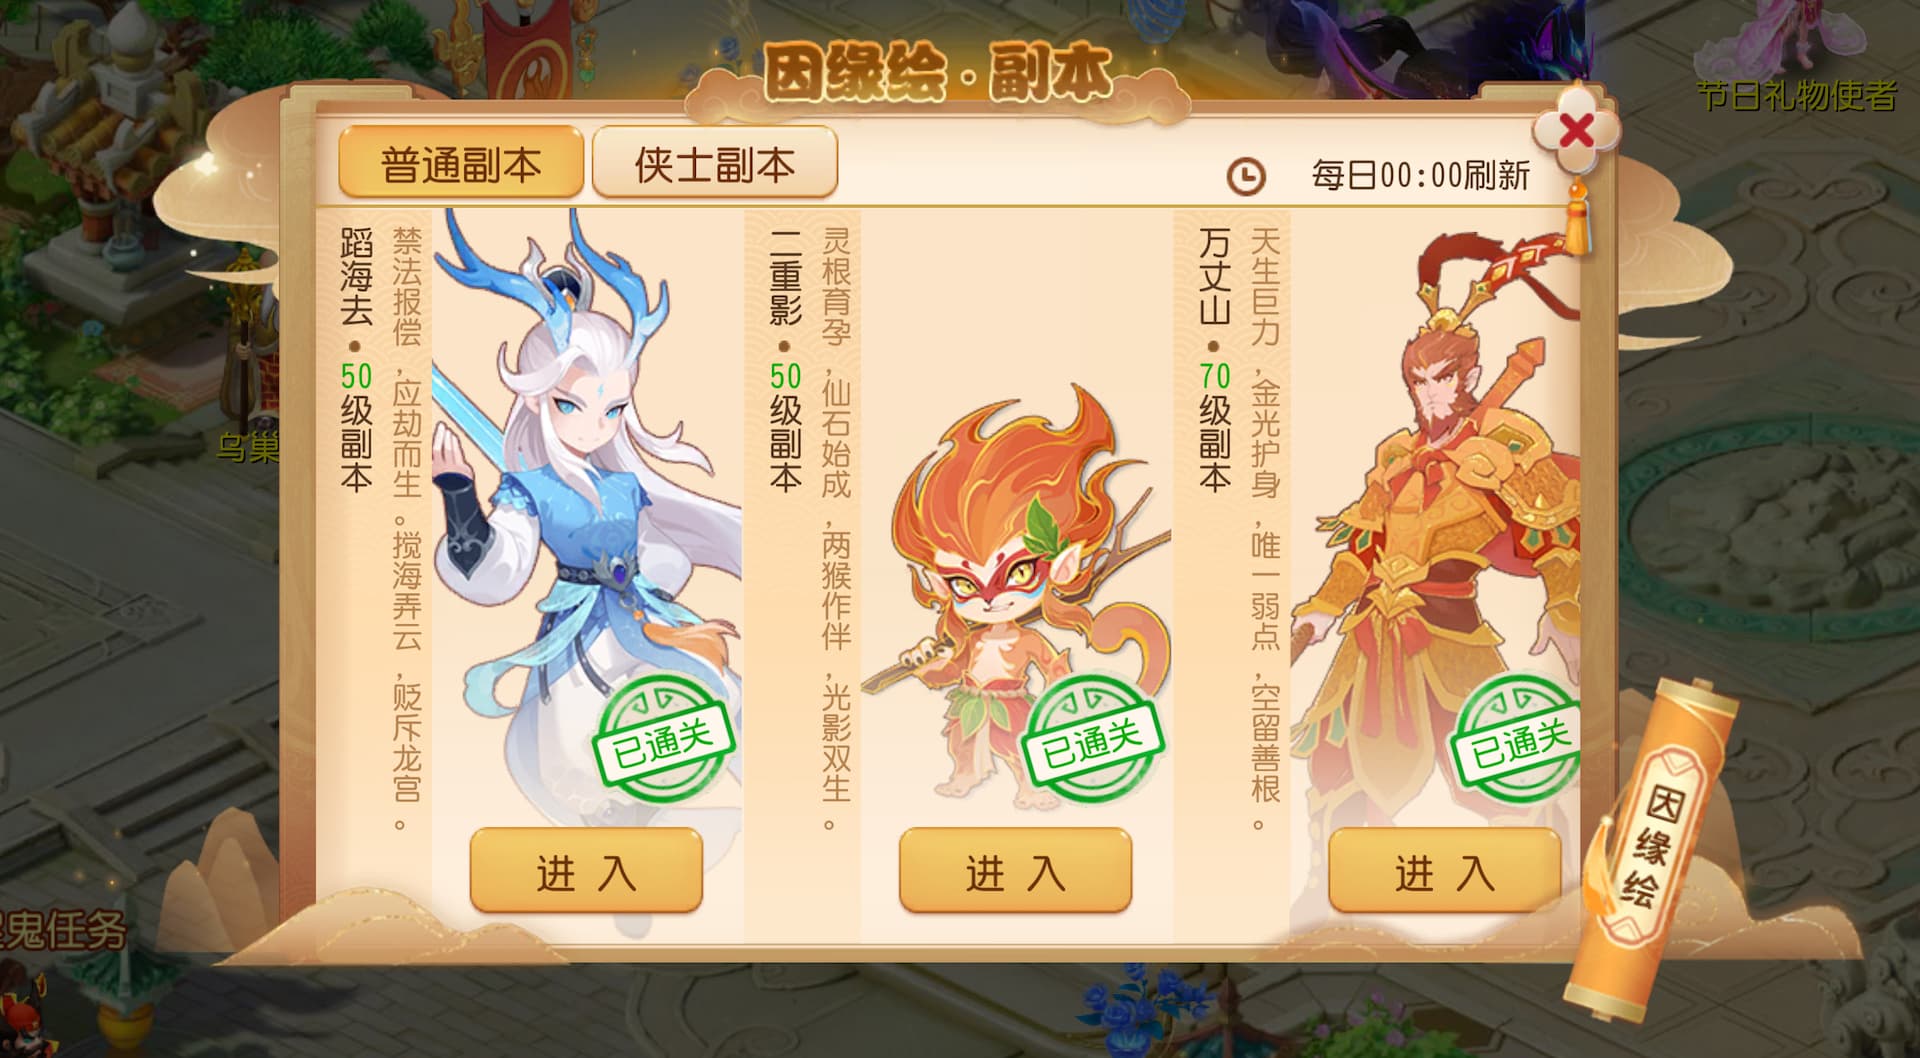 因缘绘·副本
节日礼物使者
普通副本
侠士副本
每日00:00刷新
蹈海去·50级副本
禁法报偿,应劫而生。搅海弄云,贬斥龙宫。
二重影·50级副本
灵根育孕,仙石始成,两猴作伴,光影双生。
万丈山·70级副本
天生巨力,金光护身,唯一弱点,空留善根。
乌巢
已通关
已通关
已通关
进入
进入
进入
因缘绘
鬼任务